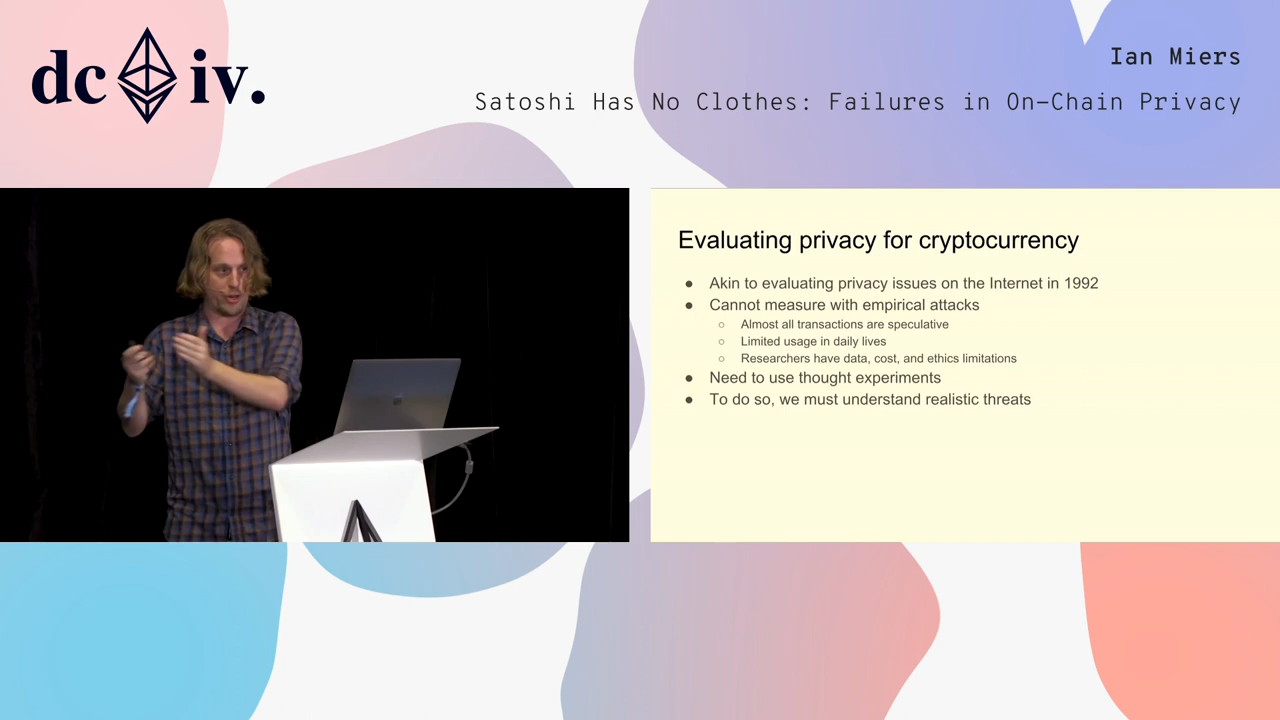 dc iv.
Ian Miers
Satoshi Has No Clothes: Failures in On-Chain Privacy
Evaluating privacy for cryptocurrency
● Akin to evaluating privacy issues on the Internet in 1992
● Cannot measure with empirical attacks
○ Almost all transactions are speculative
○ Limited usage in daily lives
○ Researchers have data, cost, and ethics limitations
● Need to use thought experiments
● To do so, we must understand realistic threats